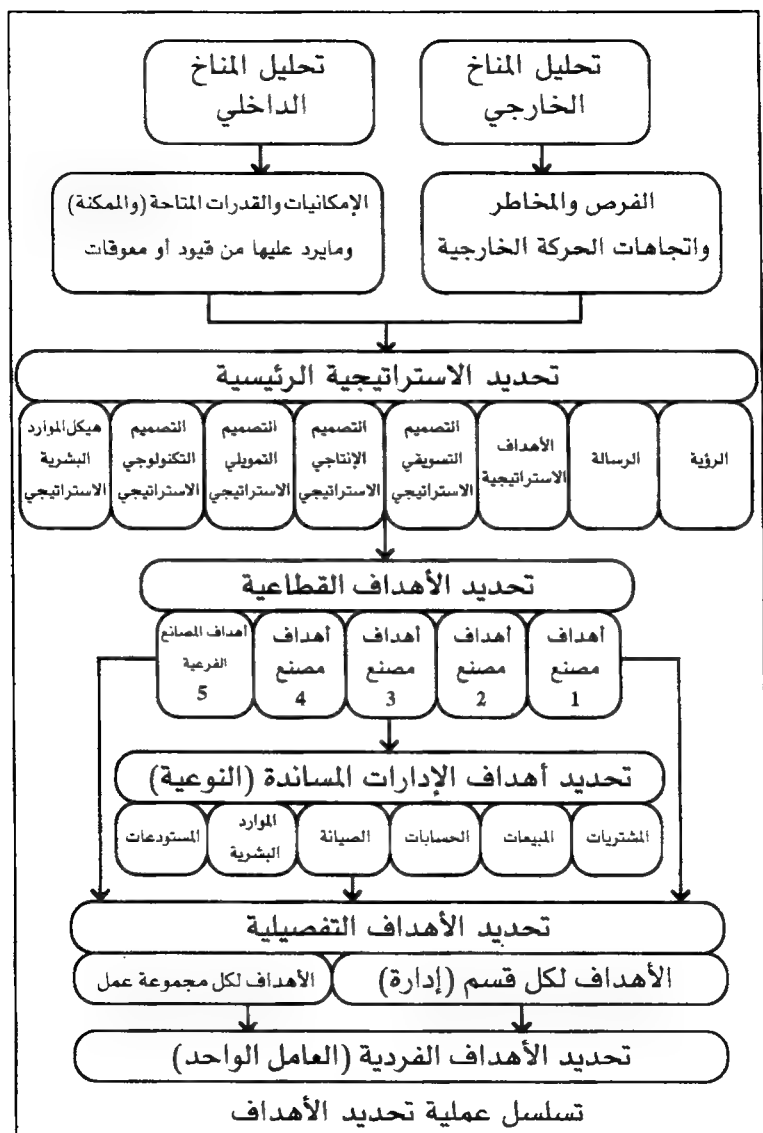 تحليل المناخ
الخارجي
تحليل المناخ
الداخلي
الفرص والمخاطر
واتجاهات الحركة الخارجية
الإمكانيات والقدرات المتاحة (والممكنة)
ومايرد عليها من قيود أو معوقات
تحديد الاستراتيجية الرئيسية
الرؤية
الرسالة
الأهداف
الاستراتيجية
التصميم
التسويقي
الاستراتيجي
التصميم
الإنتاجي
الاستراتيجي
التصميم
التمويلي
الاستراتيجي
التصميم
التكنولوجي
الاستراتيجي
هيكل الموارد
البشرية
الاستراتيجي
تحديد الأهداف القطاعية
أهداف
مصنع
1
أهداف
مصنع
2
أهداف
مصنع
3
أهداف
مصنع
4
أهداف المصانع
الفرعية
5
تحديد أهداف الإدارات المساندة (النوعية)
المشتريات
المبيعات
الحسابات
الصيانة
الموارد
البشرية
المستودعات
تحديد الأهداف التفصيلية
الأهداف لكل قسم (إدارة)
الأهداف لكل مجموعة عمل
تحديد الأهداف الفردية (العامل الواحد)
تسلسل عملية تحديد الأهداف